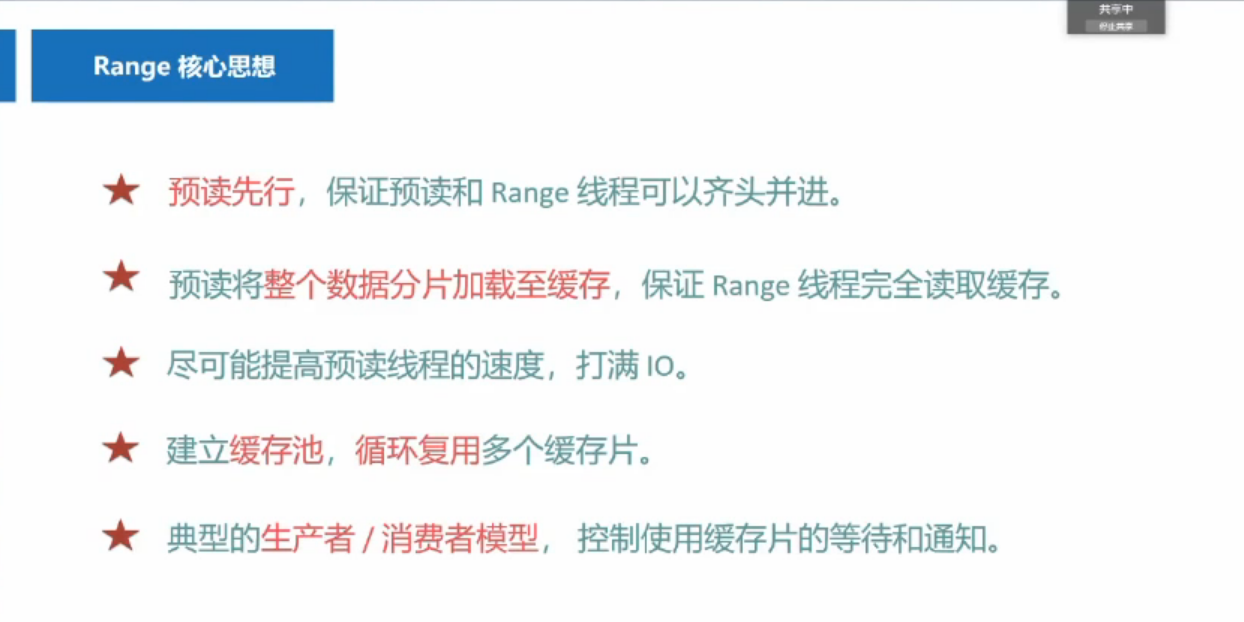 共享中
停止共享
Range 核心思想
预读先行，保证预读和 Range 线程可以齐头并进。
预读将整个数据分片加载至缓存，保证 Range 线程完全读取缓存。
尽可能提高预读线程的速度，打满 IO。
建立缓存池，循环复用多个缓存片。
典型的生产者 / 消费者模型， 控制使用缓存片的等待和通知。